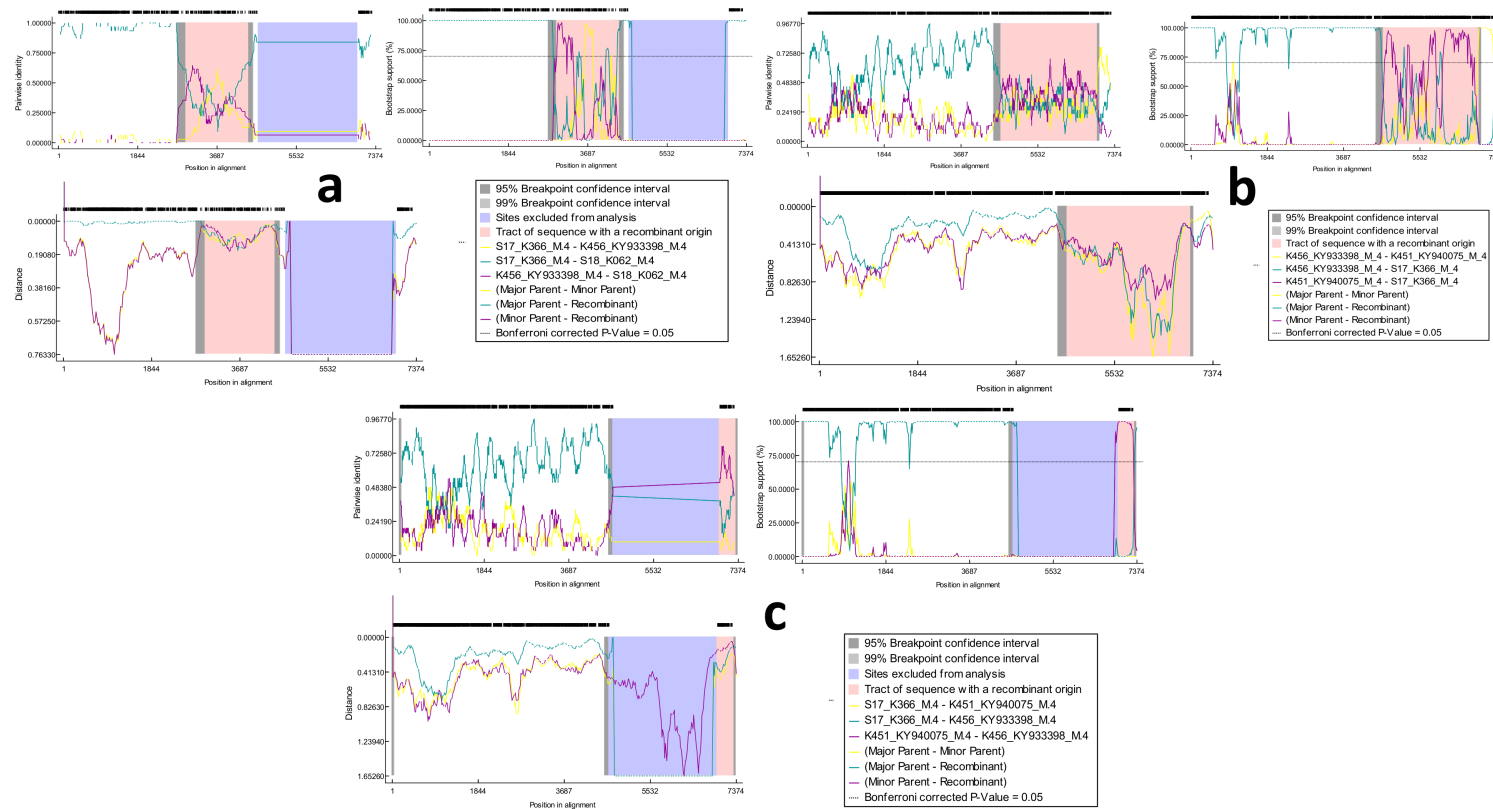 1.00000
0.75000
0.50000
0.25000
0.00000
Pairwise identity
1 1844 3687 5532 7374
Position in alignment
100.000
75.0000
50.0000
25.0000
0.00000
Bootstrap support (%)
1 1844 3687 5532 7374
Position in alignment
a
0.00000
0.19080
0.38160
0.57250
0.76330
Distance
1 1844 3687 5532 7374
Position in alignment
...
95% Breakpoint confidence interval
99% Breakpoint confidence interval
Sites excluded from analysis
Tract of sequence with a recombinant origin
S17_K366_M.4 - K456_KY933398_M.4
S17_K366_M.4 - S18_K062_M.4
K456_KY933398_M.4 - S18_K062_M.4
(Major Parent - Minor Parent)
(Major Parent - Recombinant)
(Minor Parent - Recombinant)
Bonferroni corrected P-Value = 0.05
0.96770
0.72580
0.48380
0.24190
0.00000
Pairwise identity
1 1844 3687 5532 7374
Position in alignment
100.000
75.0000
50.0000
25.0000
0.00000
Bootstrap support (%)
1 1844 3687 5532
Position in alignment
b
0.00000
0.41310
0.82630
1.23940
1.65260
Distance
1 1844 3687 5532 7374
Position in alignment
95% Breakpoint confidence interval
99% Breakpoint confidence interval
Tract of sequence with a recombinant origin
K456_KY933398_M_4 - K451_KY940075_M_4
K456_KY933398_M_4 - S17_K366_M_4
K451_KY940075_M_4 - S17_K366_M_4
(Major Parent - Minor Parent)
(Major Parent - Recombinant)
(Minor Parent - Recombinant)
Bonferroni corrected P-Value = 0.05
0.96770
0.72580
0.48380
0.24190
0.00000
Pairwise identity
1 1844 3687 5532 7374
Position in alignment
100.000
75.0000
50.0000
25.0000
0.00000
Bootstrap support (%)
1 1844 3687 5532 7374
Position in alignment
c
0.00000
0.41310
0.82630
1.23940
1.65260
Distance
1 1844 3687 5532 7374
Position in alignment
...
95% Breakpoint confidence interval
99% Breakpoint confidence interval
Sites excluded from analysis
Tract of sequence with a recombinant origin
S17_K366_M.4 - K451_KY940075_M.4
S17_K366_M.4 - K456_KY933398_M.4
K451_KY940075_M.4 - K456_KY933398_M.4
(Major Parent - Minor Parent)
(Major Parent - Recombinant)
(Minor Parent - Recombinant)
Bonferroni corrected P-Value = 0.05